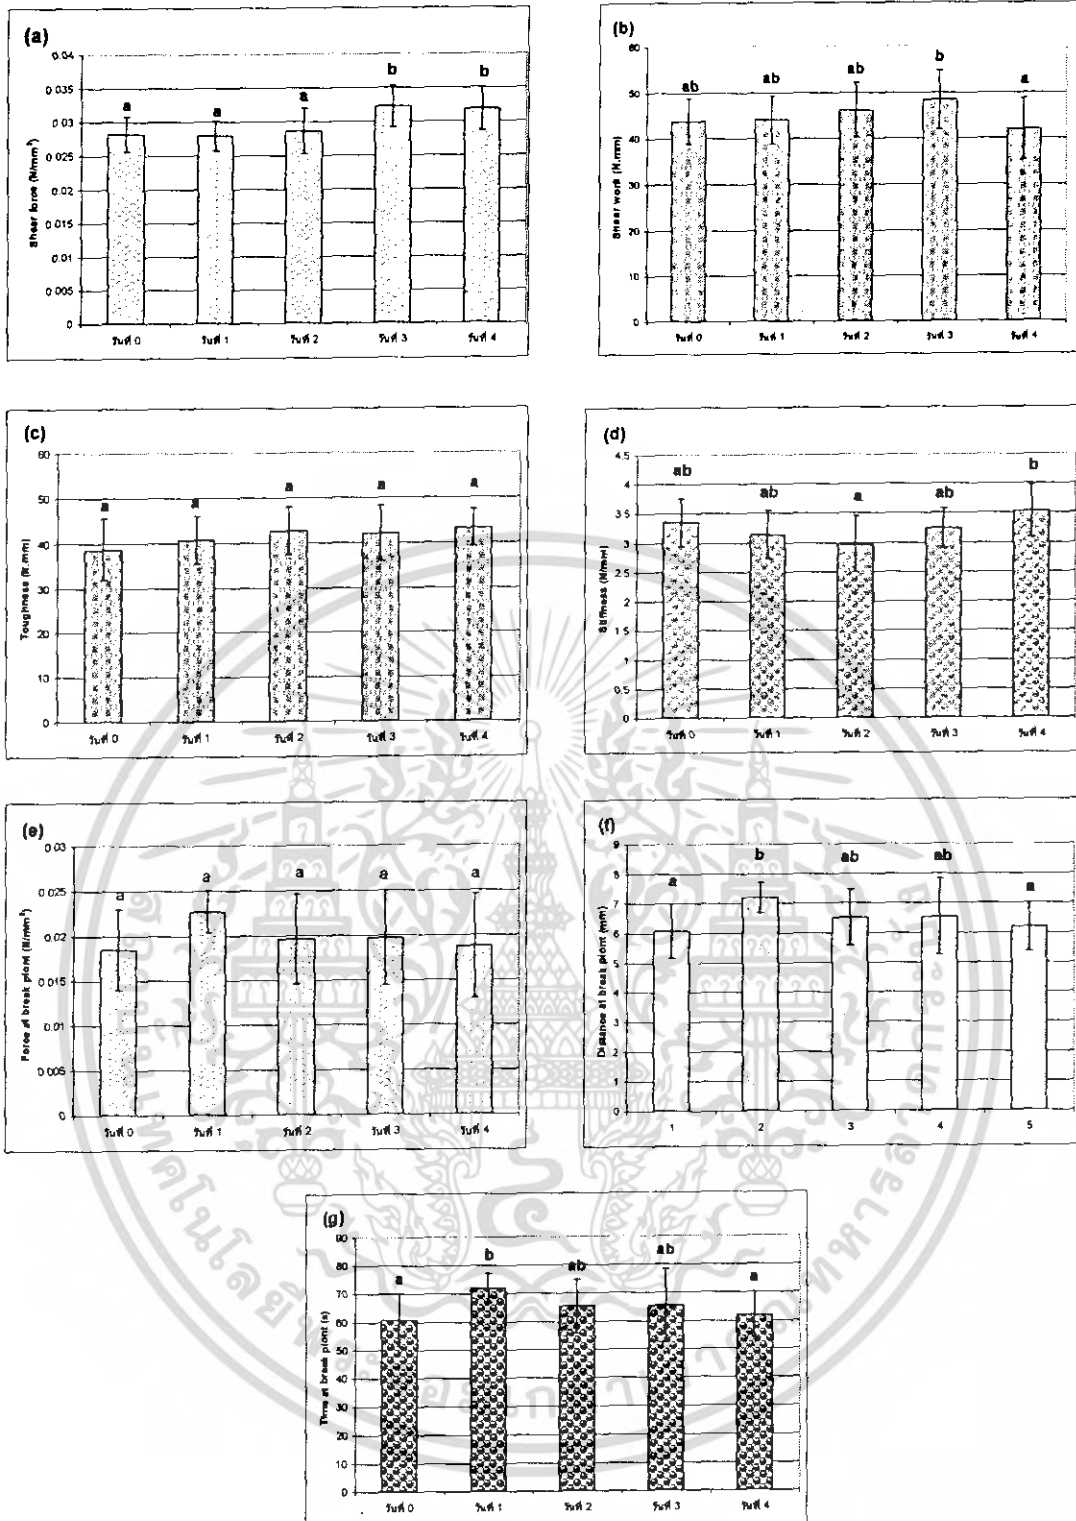 (a)
0.04
0.035
0.03
0.025
0.02
0.015
0.01
0.005
0
Shear force (N/mm²)
a
a
a
b
b
วันที่ 0
วันที่ 1
วันที่ 2
วันที่ 3
วันที่ 4
(b)
60
50
40
30
20
10
0
Shear work (N.mm)
ab
ab
ab
b
a
วันที่ 0
วันที่ 1
วันที่ 2
วันที่ 3
วันที่ 4
(c)
60
50
40
30
20
10
0
Toughness (N.mm)
a
a
a
a
a
วันที่ 0
วันที่ 1
วันที่ 2
วันที่ 3
วันที่ 4
(d)
4.5
4
3.5
3
2.5
2
1.5
1
0.5
0
Stiffness (N/mm)
ab
ab
a
ab
b
วันที่ 0
วันที่ 1
วันที่ 2
วันที่ 3
วันที่ 4
(e)
0.03
0.025
0.02
0.015
0.01
0.005
0
Force at break piont (N/mm²)
a
a
a
a
a
วันที่ 0
วันที่ 1
วันที่ 2
วันที่ 3
วันที่ 4
(f)
9
8
7
6
5
4
3
2
1
0
Distance at break piont (mm)
a
b
ab
ab
a
1
2
3
4
5
(g)
90
80
70
60
50
40
30
20
10
0
Time at break piont (s)
a
b
ab
ab
a
วันที่ 0
วันที่ 1
วันที่ 2
วันที่ 3
วันที่ 4